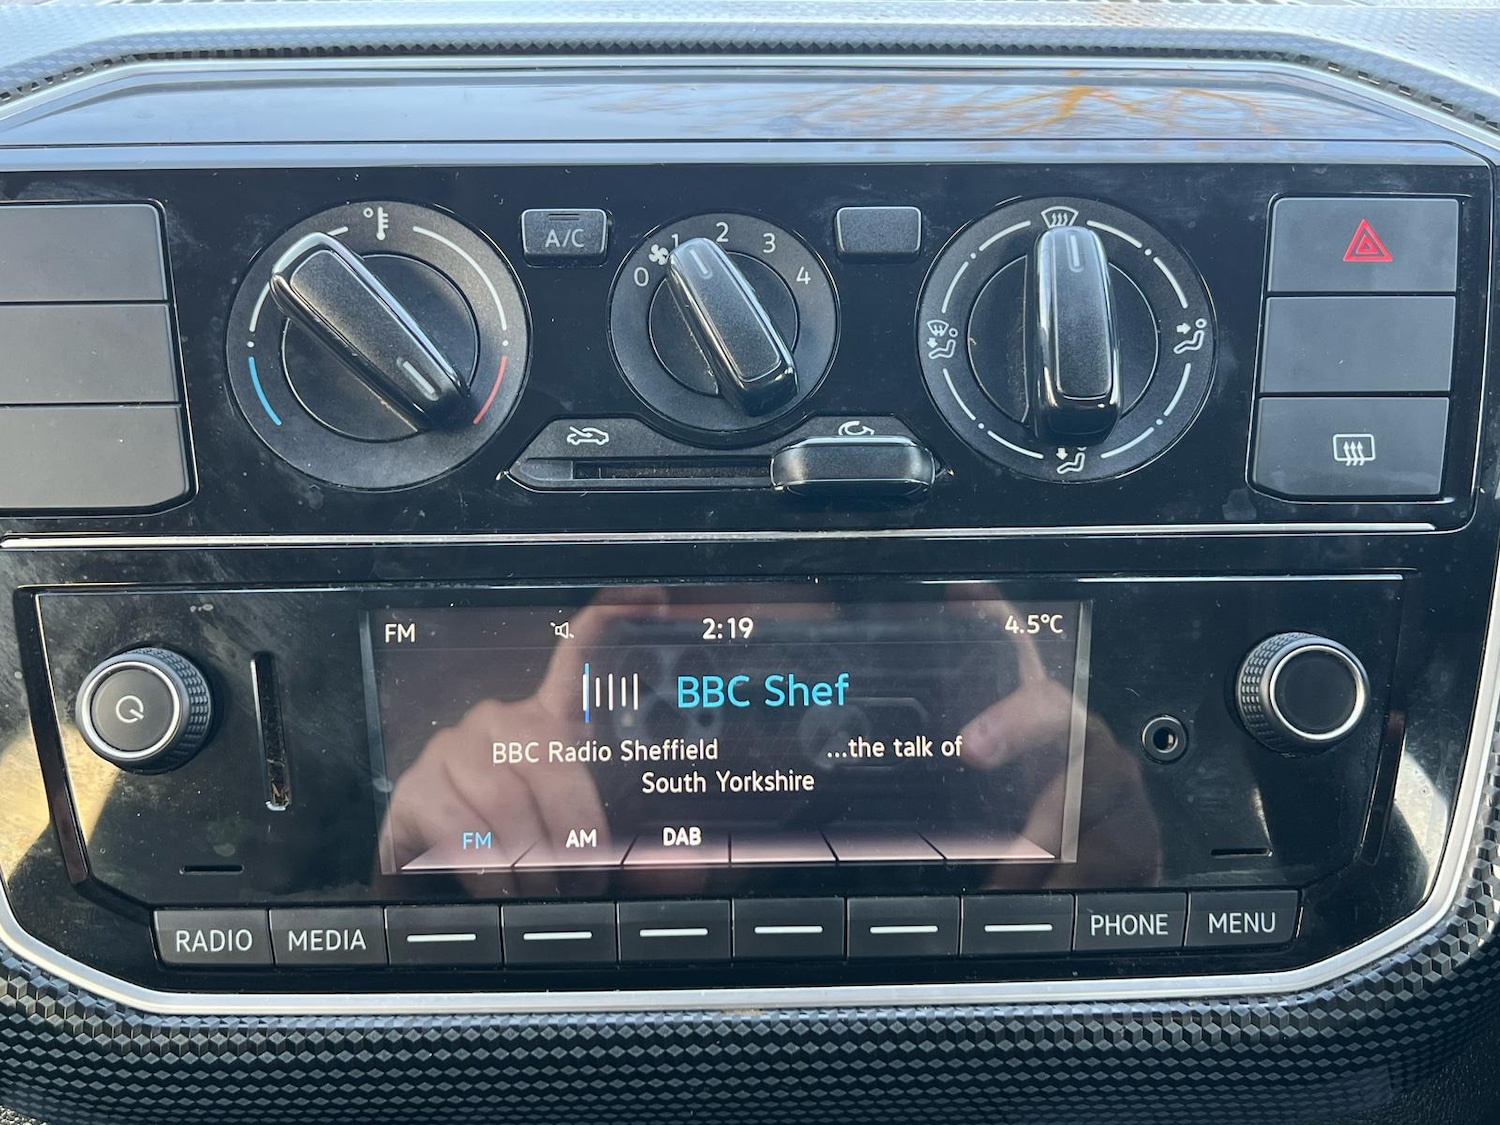 A/C
0 1 2 3 4
FM 2:19 4.5°C
BBC Shef
BBC Radio Sheffield ...the talk of
South Yorkshire
FM AM DAB
RADIO MEDIA PHONE MENU